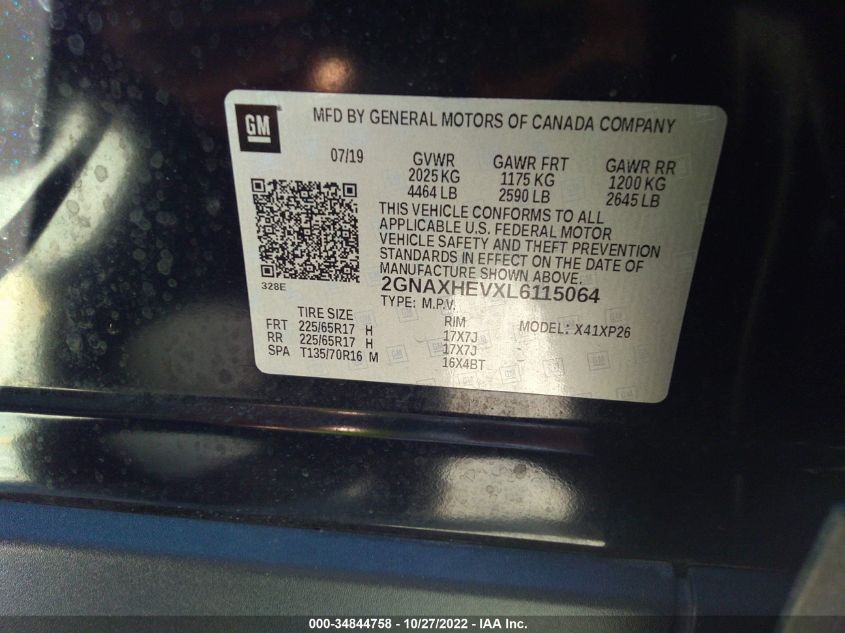 GM
MFD BY GENERAL MOTORS OF CANADA COMPANY
07/19 GVWR GAWR FRT GAWR RR
2025 KG 1175 KG 1200 KG
4464 LB 2590 LB 2645 LB
THIS VEHICLE CONFORMS TO ALL
APPLICABLE U.S. FEDERAL MOTOR
VEHICLE SAFETY AND THEFT PREVENTION
STANDARDS IN EFFECT ON THE DATE OF
MANUFACTURE SHOWN ABOVE.
328E
2GNAXHEVXL6115064
TYPE: M.P.V.
TIRE SIZE RIM MODEL: X41XP26
FRT 225/65R17 H 17X7J
RR 225/65R17 H 17X7J
SPA T135/70R16 M 16X4BT
000-34844758 - 10/27/2022 - IAA Inc.